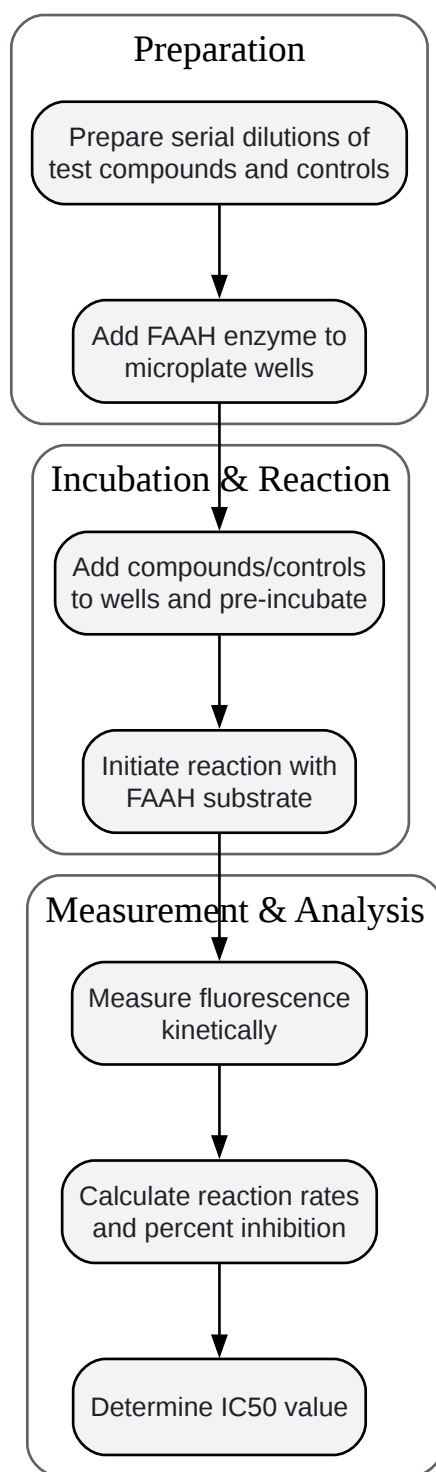 Preparation
Prepare serial dilutions of
test compounds and controls
Add FAAH enzyme to
microplate wells
Incubation & Reaction
Add compounds/controls
to wells and pre-incubate
Initiate reaction with
FAAH substrate
Measurement & Analysis
Measure fluorescence
kinetically
Calculate reaction rates
and percent inhibition
Determine IC50 value